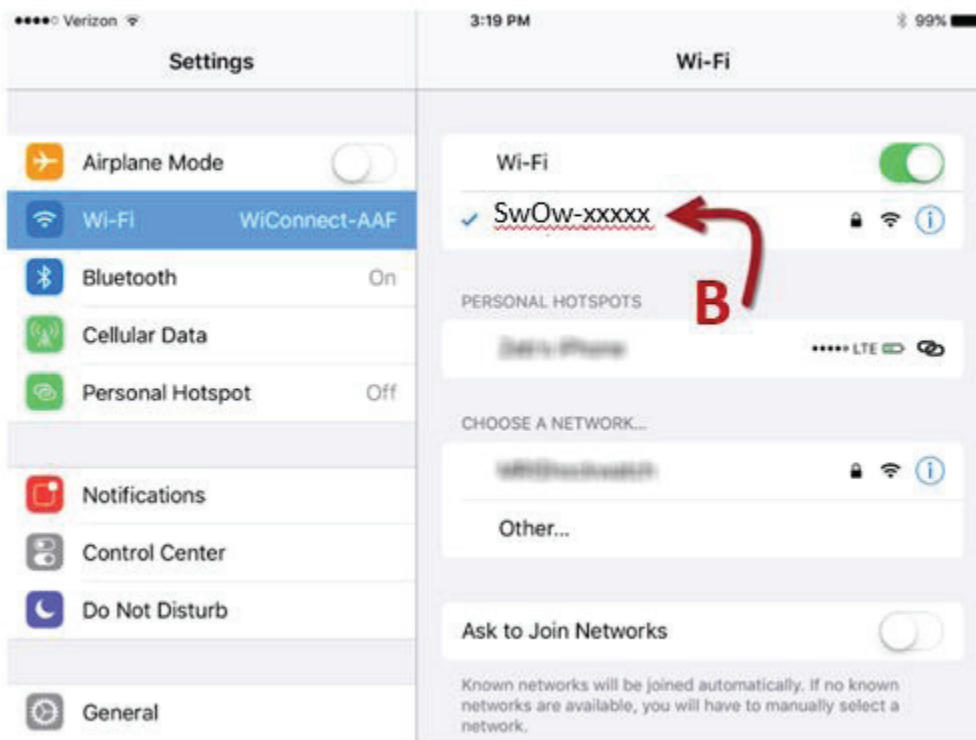 Verizon 3:19 PM 99%
Settings Wi-Fi
Airplane Mode
Wi-Fi WiConnect-AAF
Bluetooth On
Cellular Data
Personal Hotspot Off
Notifications
Control Center
Do Not Disturb
General
Wi-Fi
SwOw-xxxxx
B
PERSONAL HOTSPOTS
LTE
CHOOSE A NETWORK...
Other...
Ask to Join Networks
Known networks will be joined automatically. If no known
networks are available, you will have to manually select a
network.